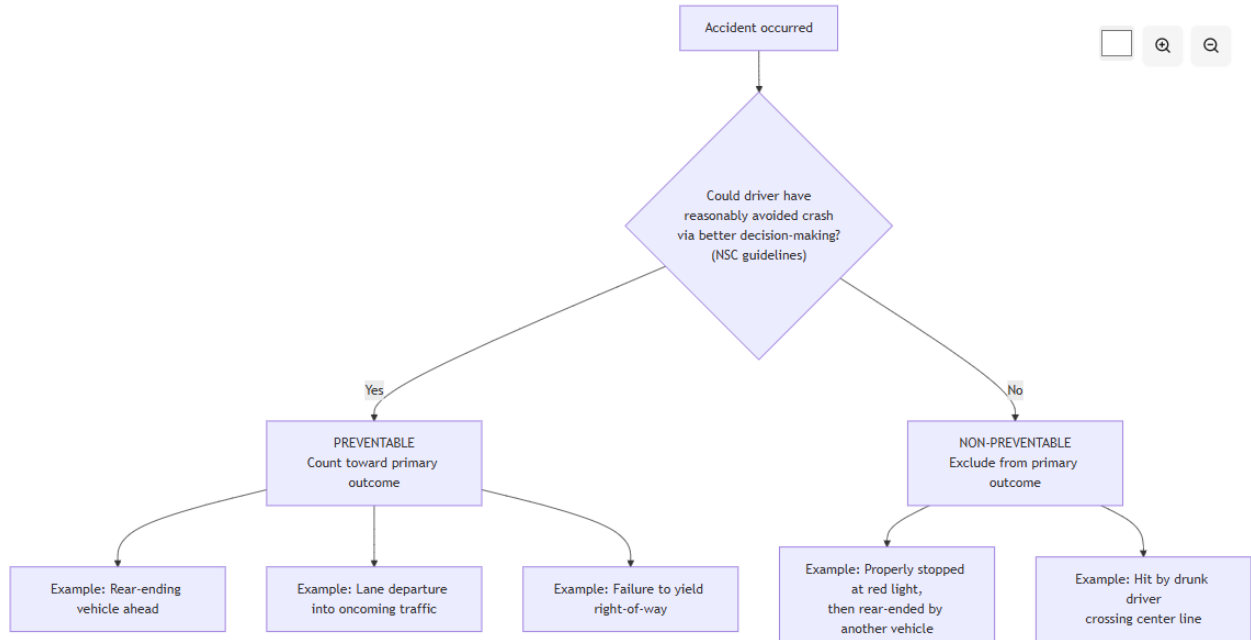 Accident occurred
Could driver have
reasonably avoided crash
via better decision-making?
(NSC guidelines)
Yes
No
PREVENTABLE
Count toward primary
outcome
NON-PREVENTABLE
Exclude from primary
outcome
Example: Rear-ending
vehicle ahead
Example: Lane departure
into oncoming traffic
Example: Failure to yield
right-of-way
Example: Properly stopped
at red light,
then rear-ended by
another vehicle
Example: Hit by drunk
driver
crossing center line